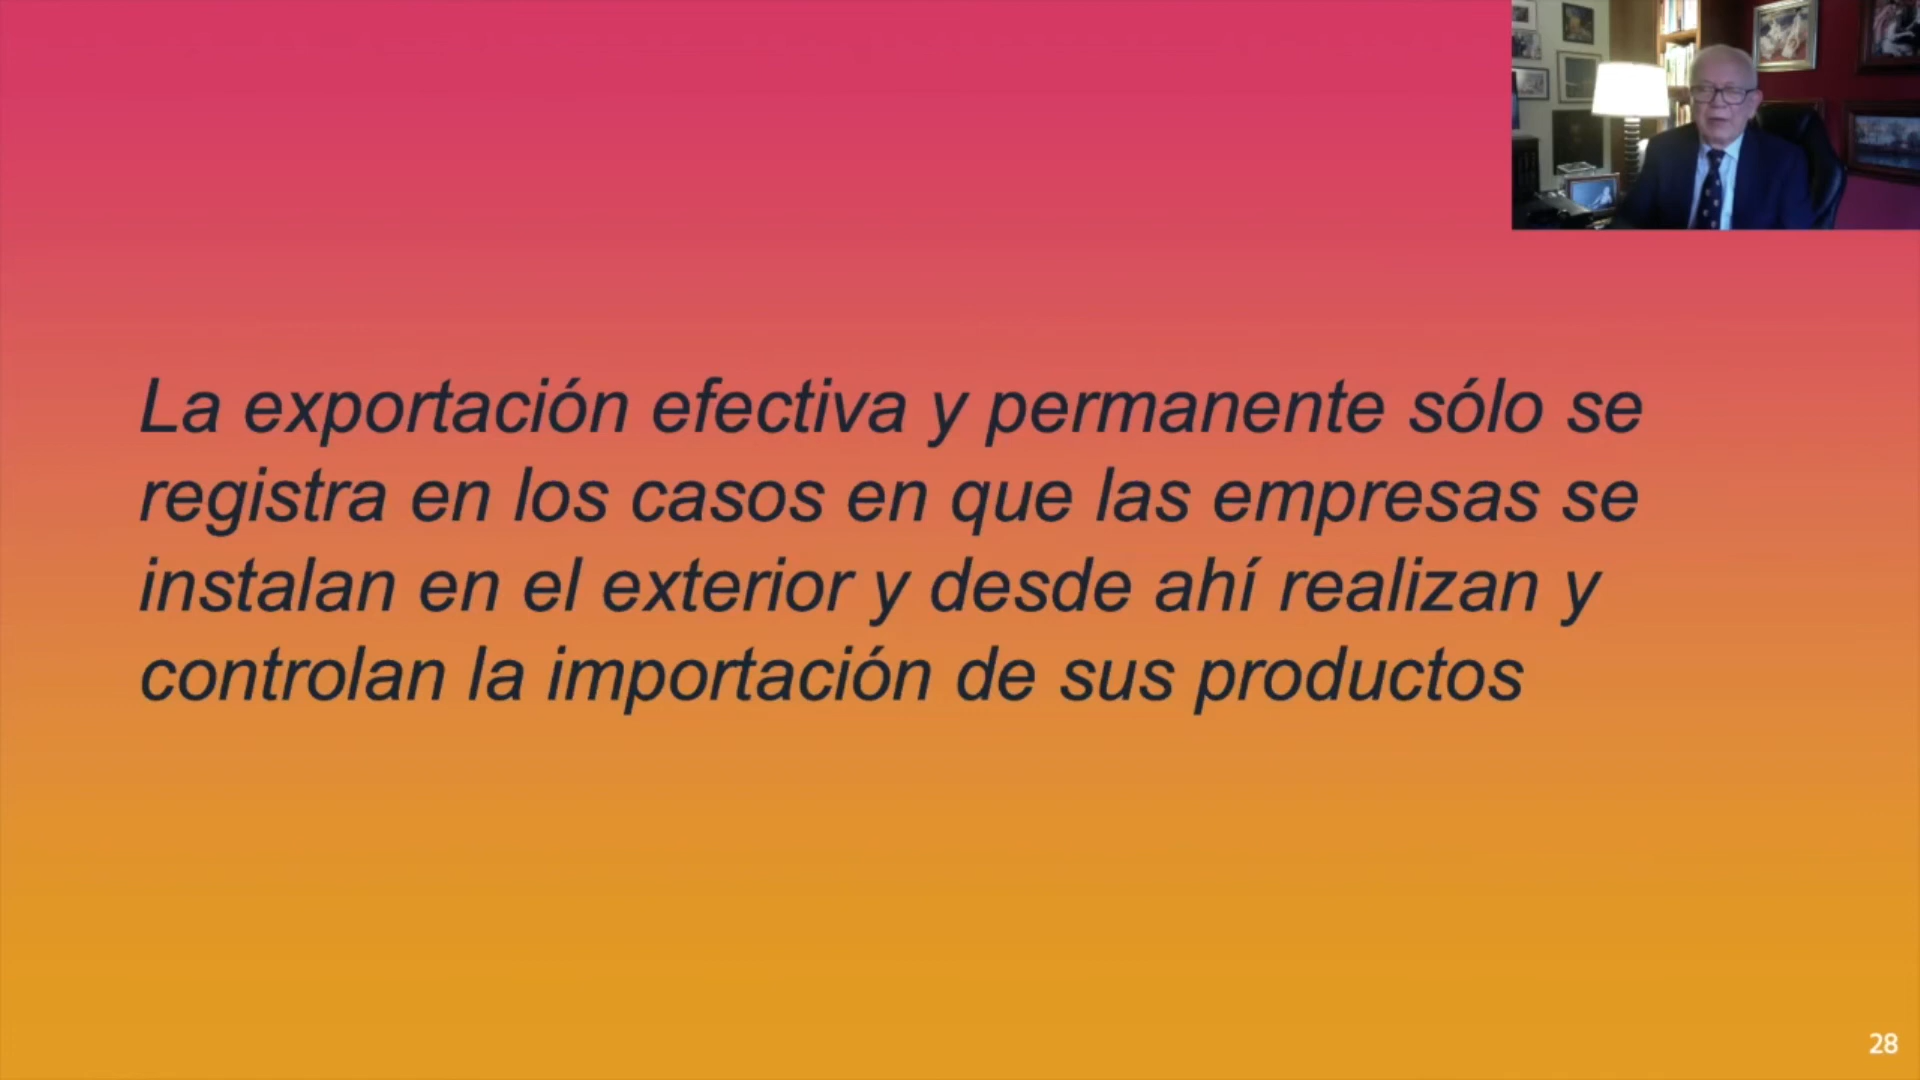 La exportación efectiva y permanente sólo se
registra en los casos en que las empresas se
instalan en el exterior y desde ahí realizan y
controlan la importación de sus productos
28